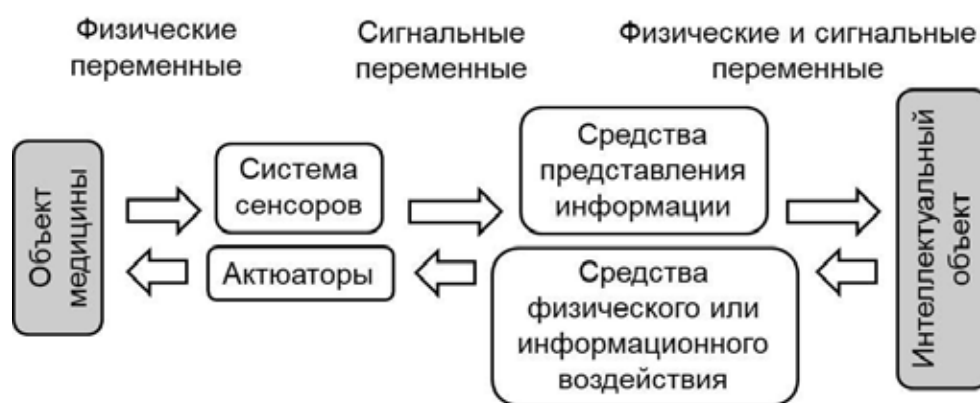 Физические
переменные
Сигнальные
переменные
Физические и сигнальные
переменные
Объект
медицины
Система
сенсоров
Актюаторы
Средства
представления
информации
Средства
физического или
информационного
воздействия
Интеллектуальный
объект